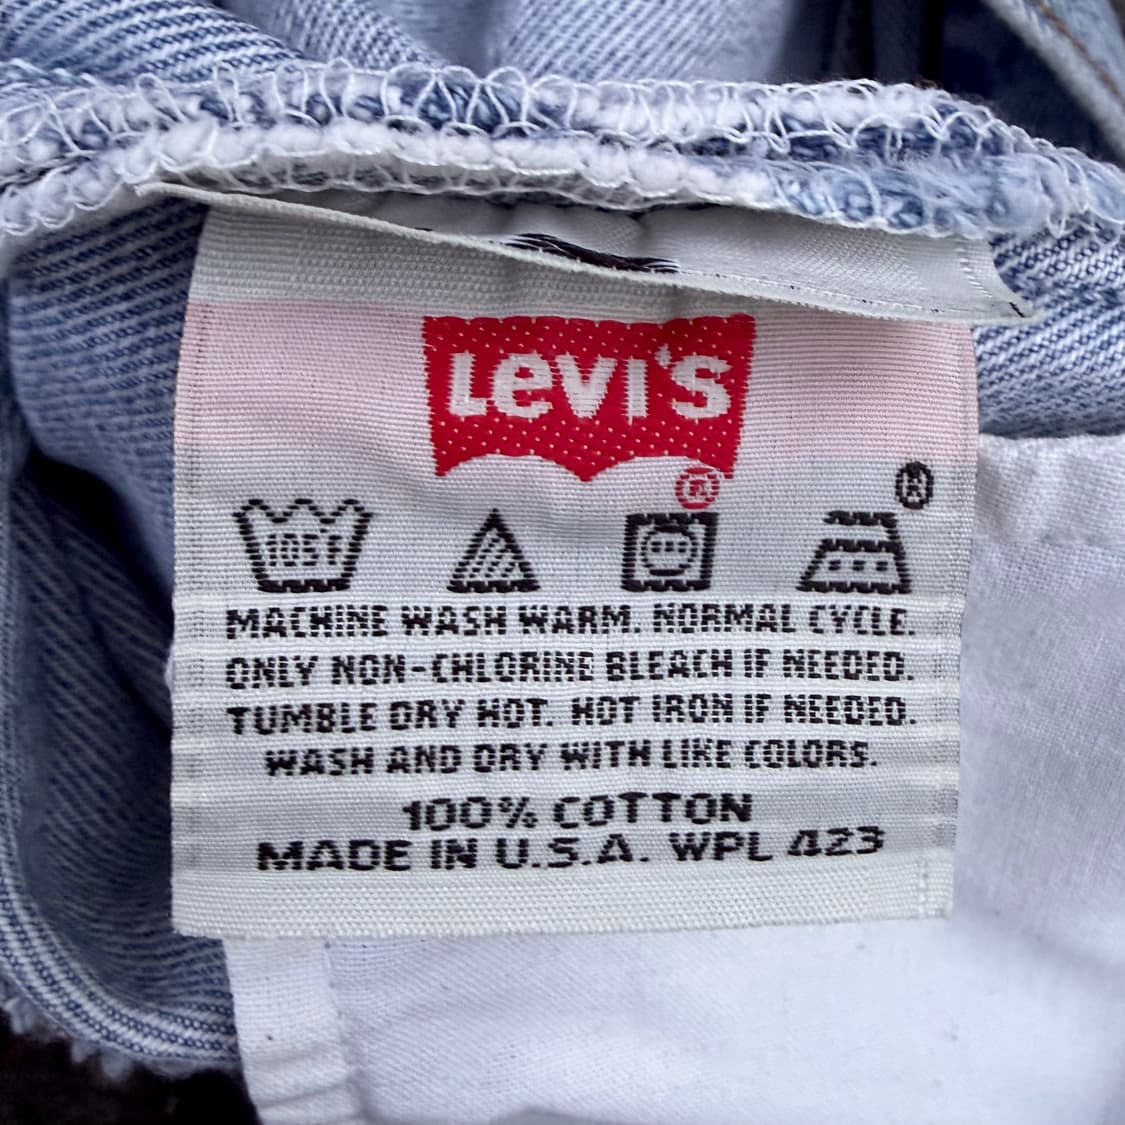 Levi's
®
®
105°F
MACHINE WASH WARM. NORMAL CYCLE.
ONLY NON-CHLORINE BLEACH IF NEEDED.
TUMBLE DRY HOT. HOT IRON IF NEEDED.
WASH AND DRY WITH LIKE COLORS.
100% COTTON
MADE IN U.S.A. WPL 423